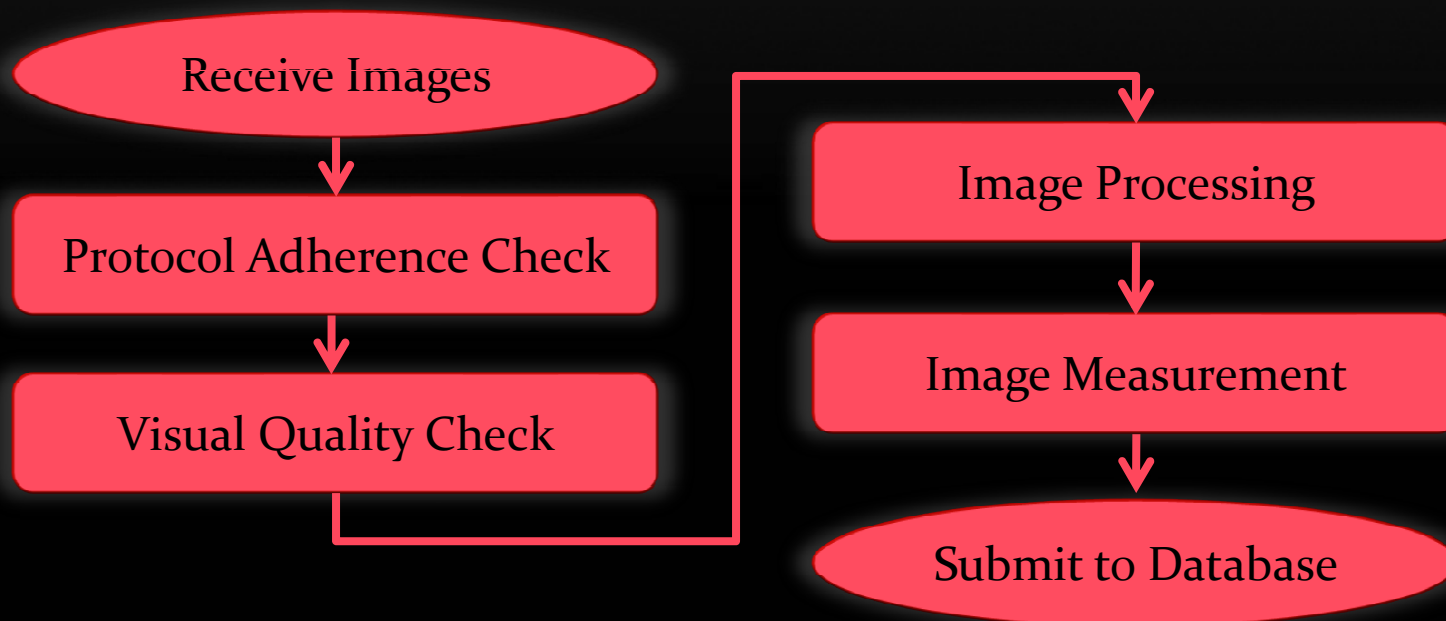 Receive Images
Protocol Adherence Check
Visual Quality Check
Image Processing
Image Measurement
Submit to Database